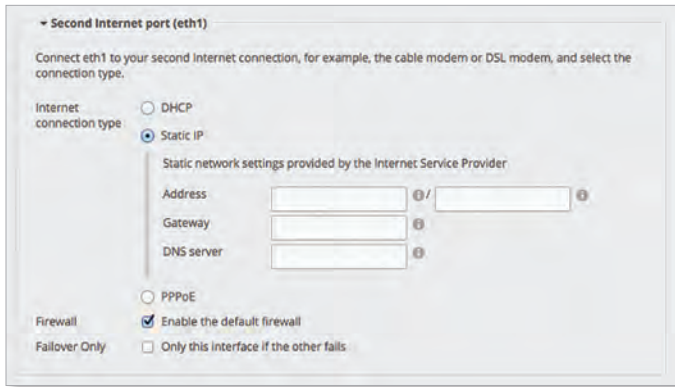 Second Internet port (eth1)
Connect eth1 to your second Internet connection, for example, the cable modem or DSL modem, and select the
connection type.
Internet
connection type
DHCP
Static IP
Static network settings provided by the Internet Service Provider
Address /
Gateway
DNS server
PPPoE
Firewall Enable the default firewall
Failover Only Only this interface if the other fails